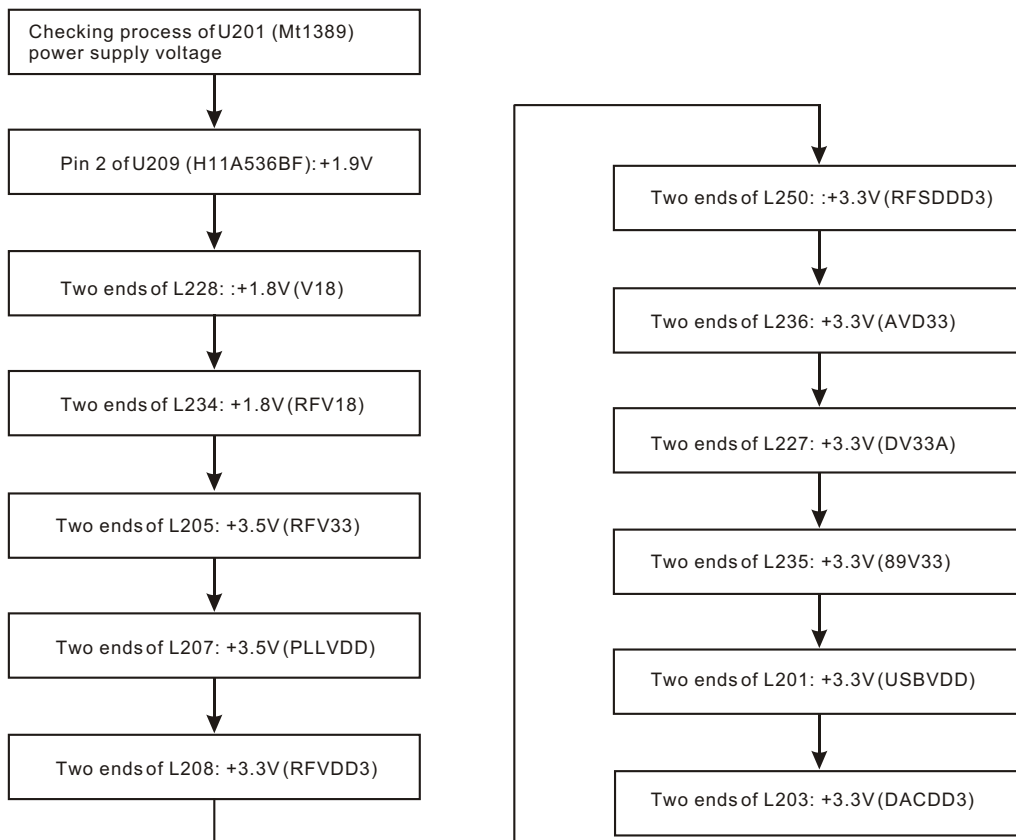 Checking process of U201 (Mt1389)
power supply voltage
Pin 2 of U209 (H11A536BF): +1.9V
Two ends of L228: :+1.8V (V18)
Two ends of L234: +1.8V (RFV18)
Two ends of L205: +3.5V (RFV33)
Two ends of L207: +3.5V (PLLVDD)
Two ends of L208: +3.3V (RFVDD3)
Two ends of L250: :+3.3V (RFSDDD3)
Two ends of L236: +3.3V (AVD33)
Two ends of L227: +3.3V (DV33A)
Two ends of L235: +3.3V (89V33)
Two ends of L201: +3.3V (USBVDD)
Two ends of L203: +3.3V (DACDD3)